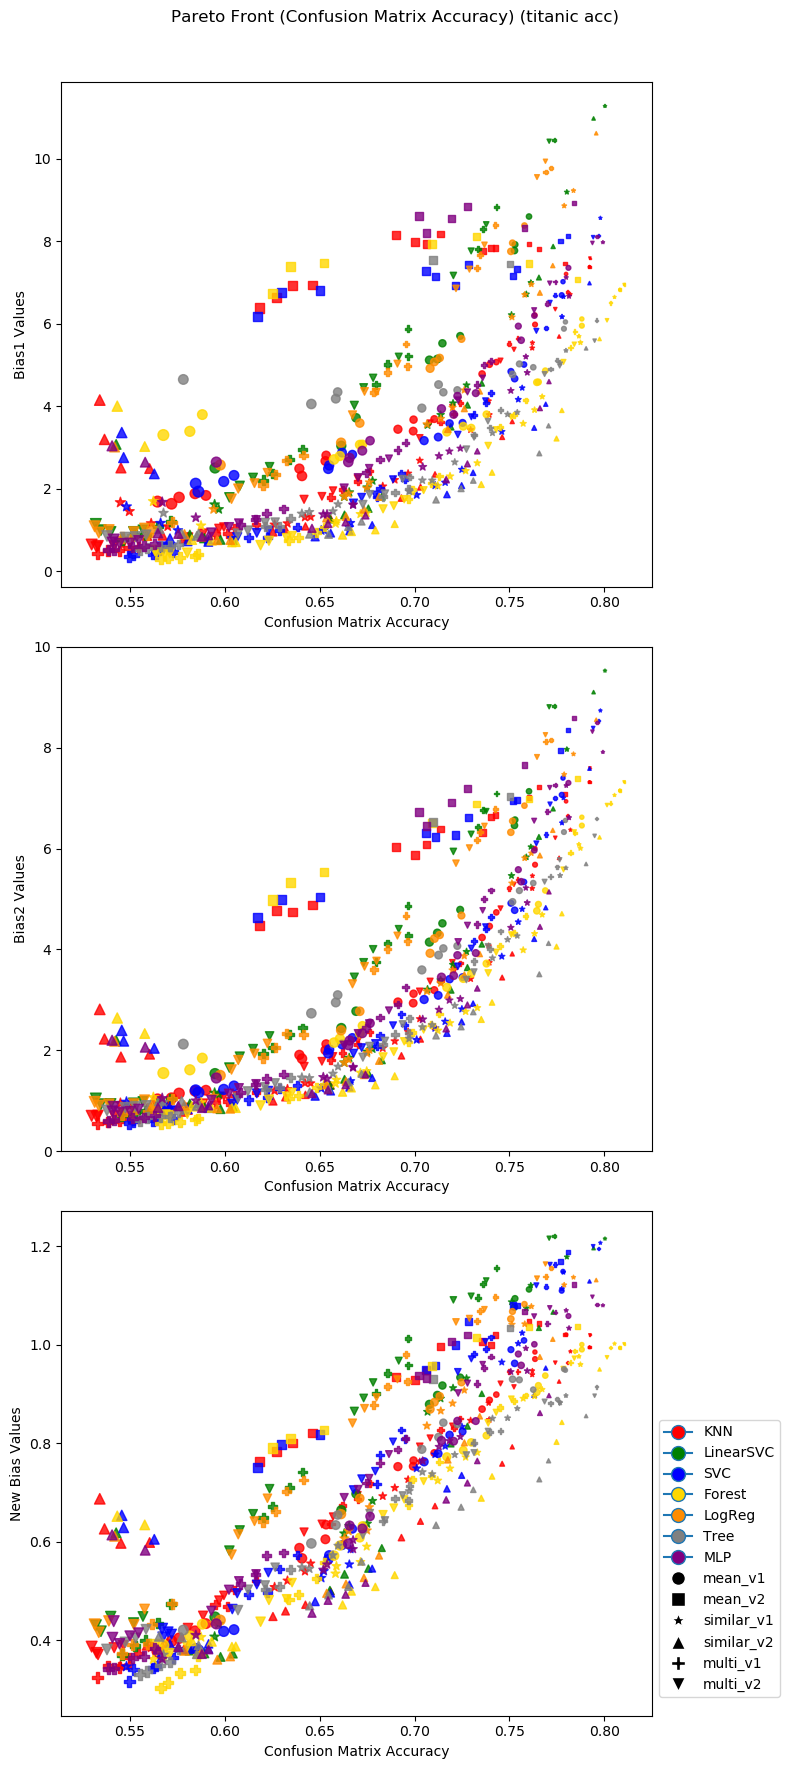 Pareto Front (Confusion Matrix Accuracy) (titanic acc)
Bias1 Values
10
8
6
4
2
0
0.55 0.60 0.65 0.70 0.75 0.80
Confusion Matrix Accuracy
Bias2 Values
10
8
6
4
2
0
0.55 0.60 0.65 0.70 0.75 0.80
Confusion Matrix Accuracy
New Bias Values
1.2
1.0
0.8
0.6
0.4
0.55 0.60 0.65 0.70 0.75 0.80
Confusion Matrix Accuracy
KNN
LinearSVC
SVC
Forest
LogReg
Tree
MLP
mean_v1
mean_v2
similar_v1
similar_v2
multi_v1
multi_v2